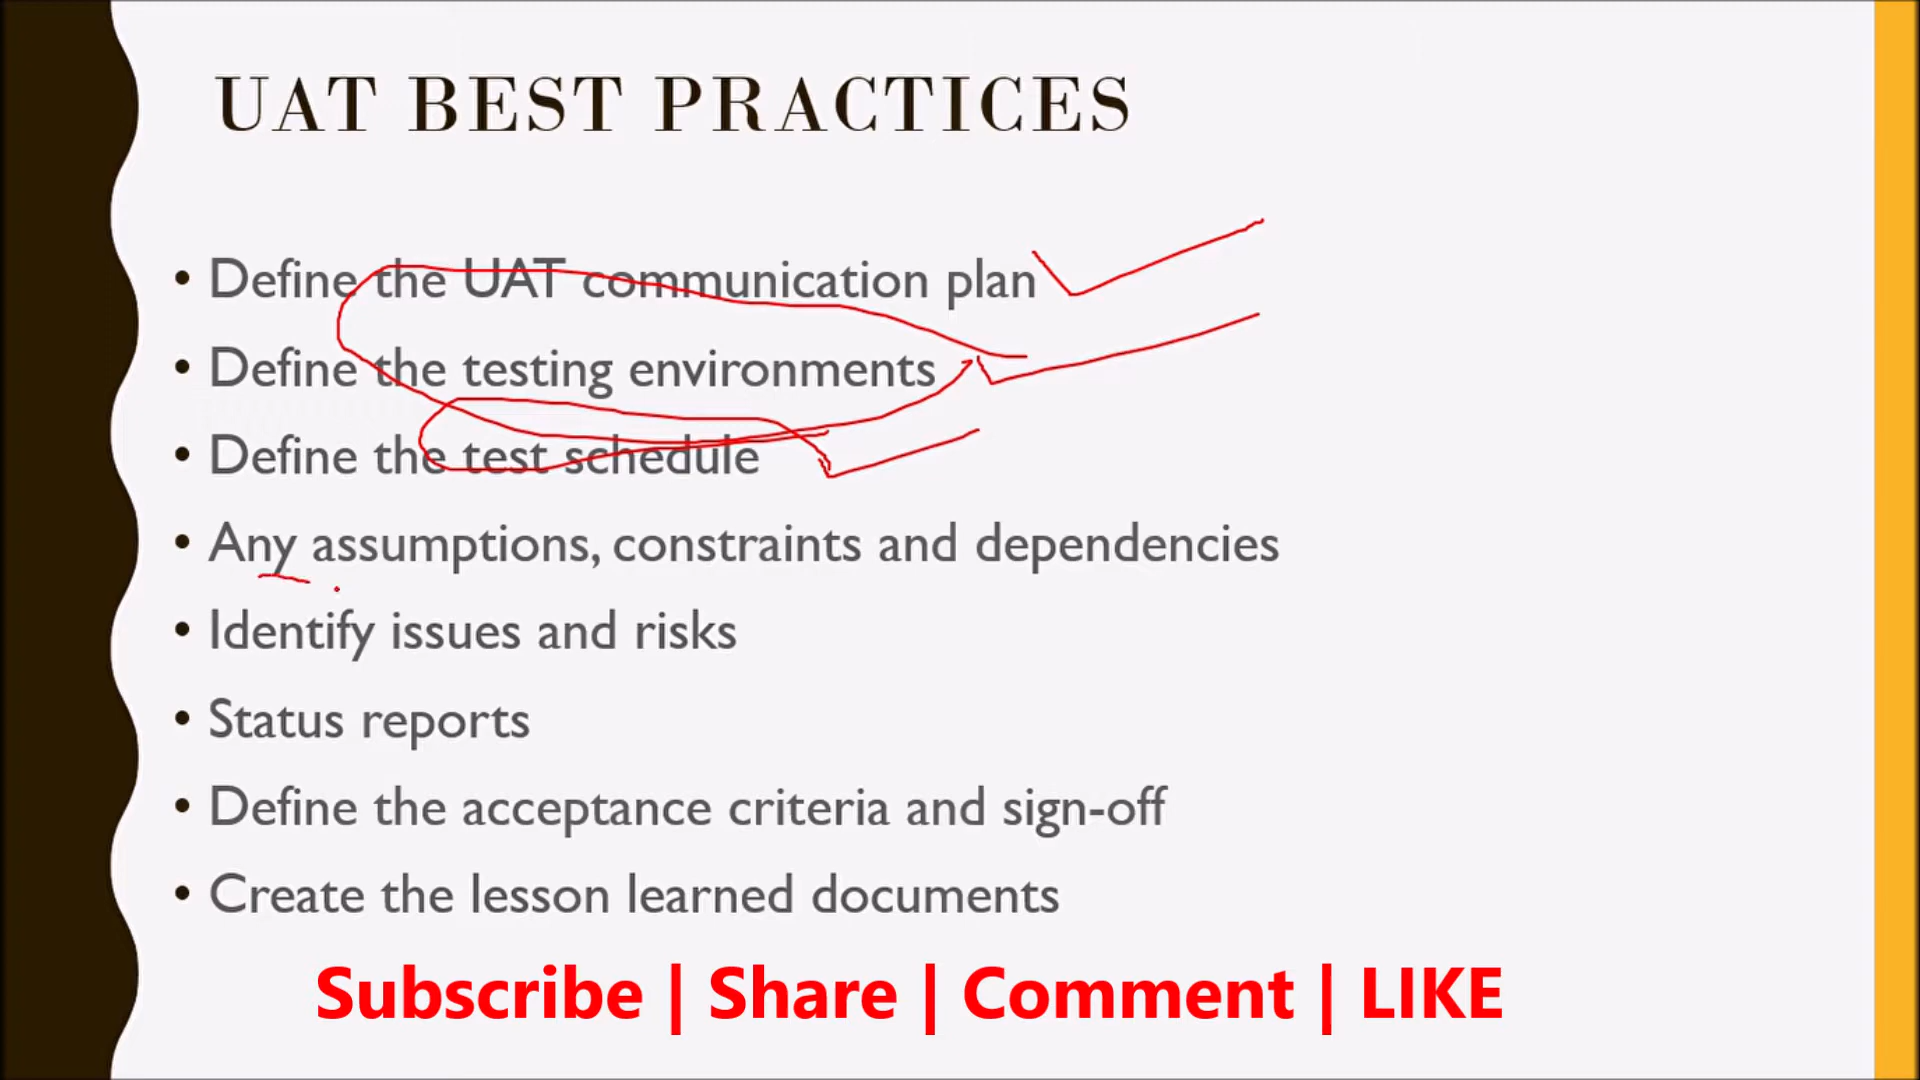 UAT BEST PRACTICES
• Define the UAT communication plan
• Define the testing environments
• Define the test schedule
• Any assumptions, constraints and dependencies
• Identify issues and risks
• Status reports
• Define the acceptance criteria and sign-off
• Create the lesson learned documents
Subscribe | Share | Comment | LIKE